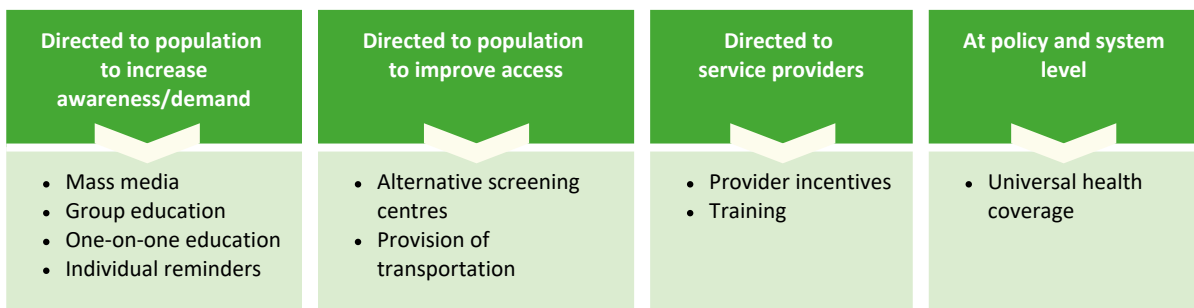 Directed to population
to increase
awareness/demand
• Mass media
• Group education
• One-on-one education
• Individual reminders
Directed to population
to improve access
• Alternative screening
centres
• Provision of
transportation
Directed to
service providers
• Provider incentives
• Training
At policy and system
level
• Universal health
coverage